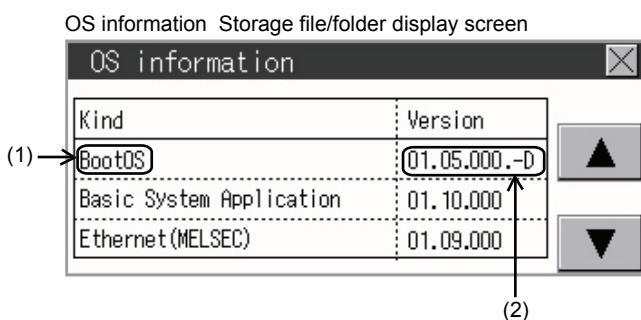 OS information Storage file/folder display screen
OS information
Kind Version
(1) BootOS 01.05.000.-D
Basic System Application 01.10.000
Ethernet(MELSEC) 01.09.000
(2)